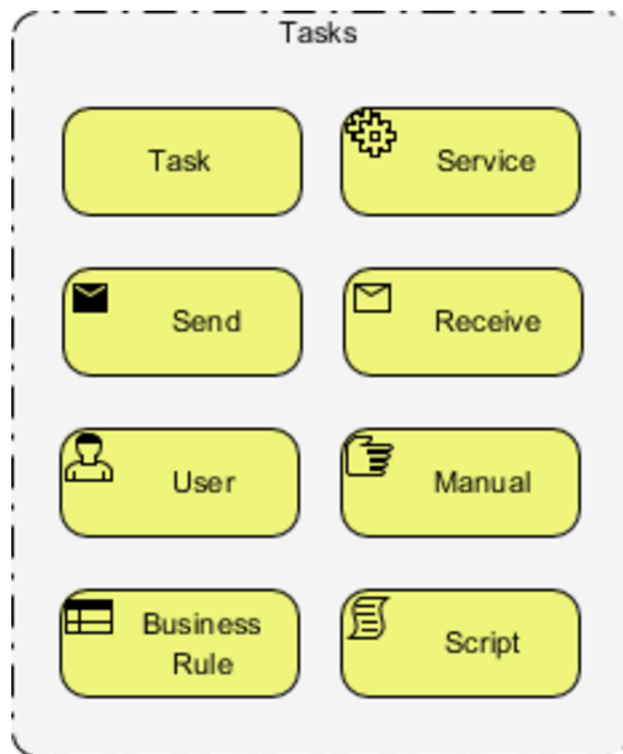 Tasks
Task
Service
Send
Receive
User
Manual
Business
Rule
Script